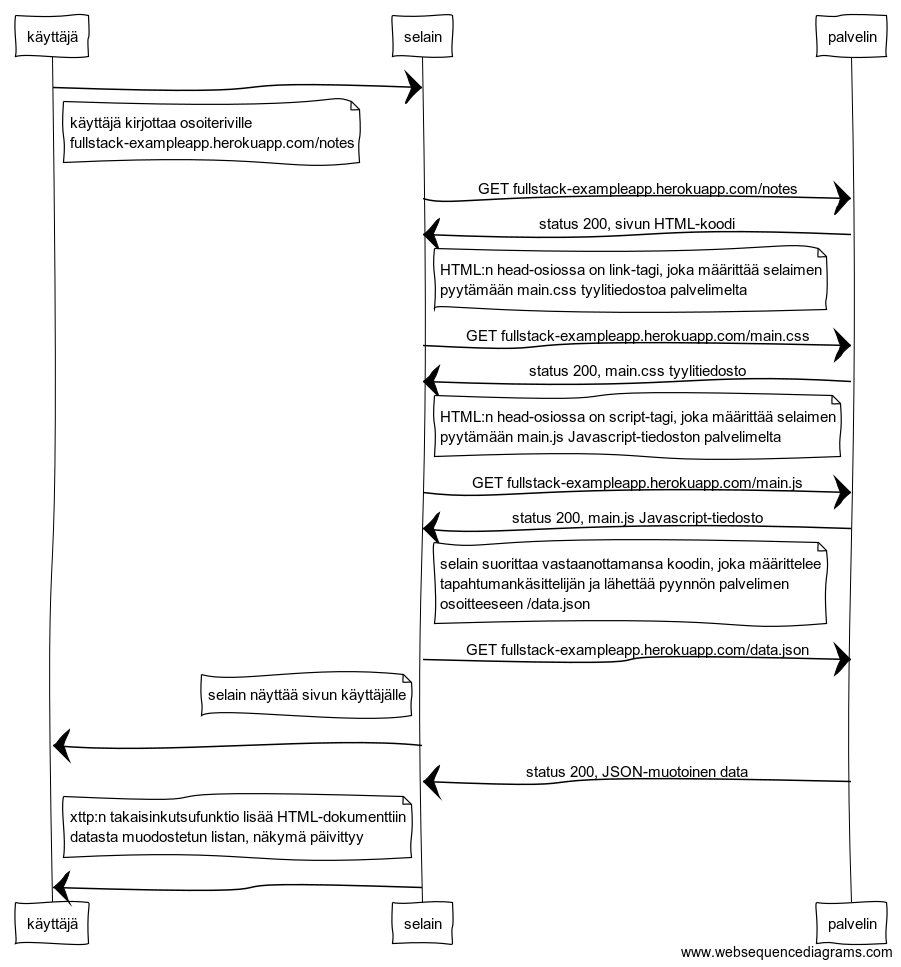 käyttäjä
selain
palvelin
käyttäjä kirjottaa osoiteriville
fullstack-exampleapp.herokuapp.com/notes
GET fullstack-exampleapp.herokuapp.com/notes
status 200, sivun HTML-koodi
HTML:n head-osiossa on link-tagi, joka määrittää selaimen
pyytämään main.css tyylitiedostoa palvelimelta
GET fullstack-exampleapp.herokuapp.com/main.css
status 200, main.css tyylitiedosto
HTML:n head-osiossa on script-tagi, joka määrittää selaimen
pyytämään main.js Javascript-tiedoston palvelimelta
GET fullstack-exampleapp.herokuapp.com/main.js
status 200, main.js Javascript-tiedosto
selain suorittaa vastaanottamansa koodin, joka määrittelee
tapahtumankäsittelijän ja lähettää pyynnön palvelimen
osoitteeseen /data.json
GET fullstack-exampleapp.herokuapp.com/data.json
selain näyttää sivun käyttäjälle
status 200, JSON-muotoinen data
xttp:n takaisinkutsufunktio lisää HTML-dokumenttiin
datasta muodostetun listan, näkymä päivittyy
käyttäjä
selain
palvelin
www.websequencediagrams.com